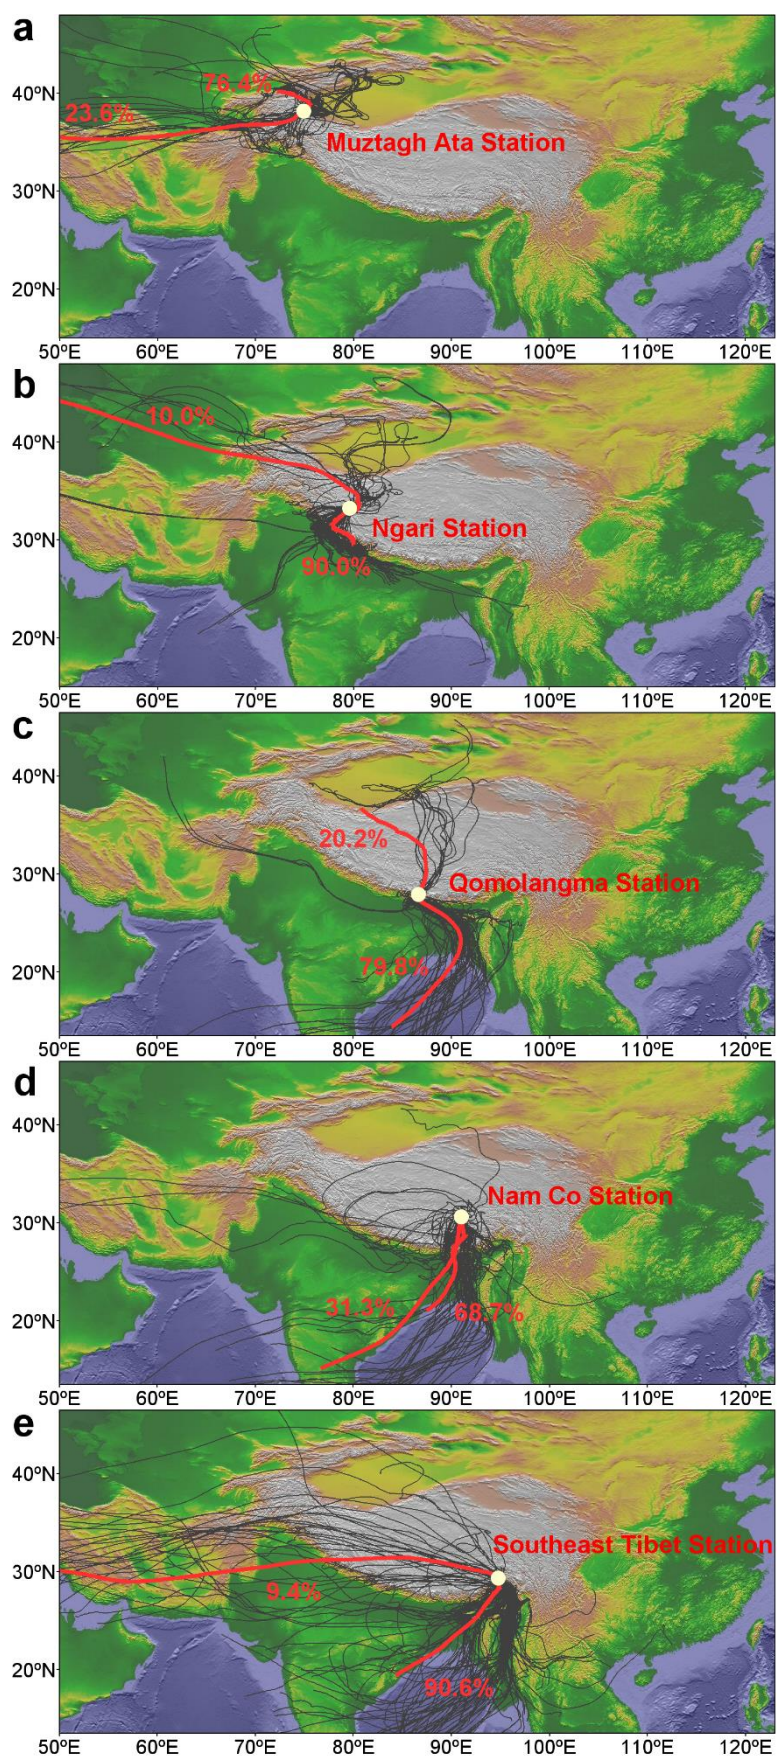 a
40ºN
76.4%
23.6%
Muztagh Ata Station
30ºN
20ºN
50ºE 60ºE 70ºE 80ºE 90ºE 100ºE 110ºE 120ºE
b
10.0%
40ºN
Ngari Station
30ºN
90.0%
20ºN
50ºE 60ºE 70ºE 80ºE 90ºE 100ºE 110ºE 120ºE
c
40ºN
20.2%
30ºN
Qomolangma Station
79.8%
20ºN
50ºE 60ºE 70ºE 80ºE 90ºE 100ºE 110ºE 120ºE
d
40ºN
Nam Co Station
30ºN
31.3% 68.7%
20ºN
50ºE 60ºE 70ºE 80ºE 90ºE 100ºE 110ºE 120ºE
e
40ºN
Southeast Tibet Station
30ºN
9.4%
20ºN
90.6%
50ºE 60ºE 70ºE 80ºE 90ºE 100ºE 110ºE 120ºE